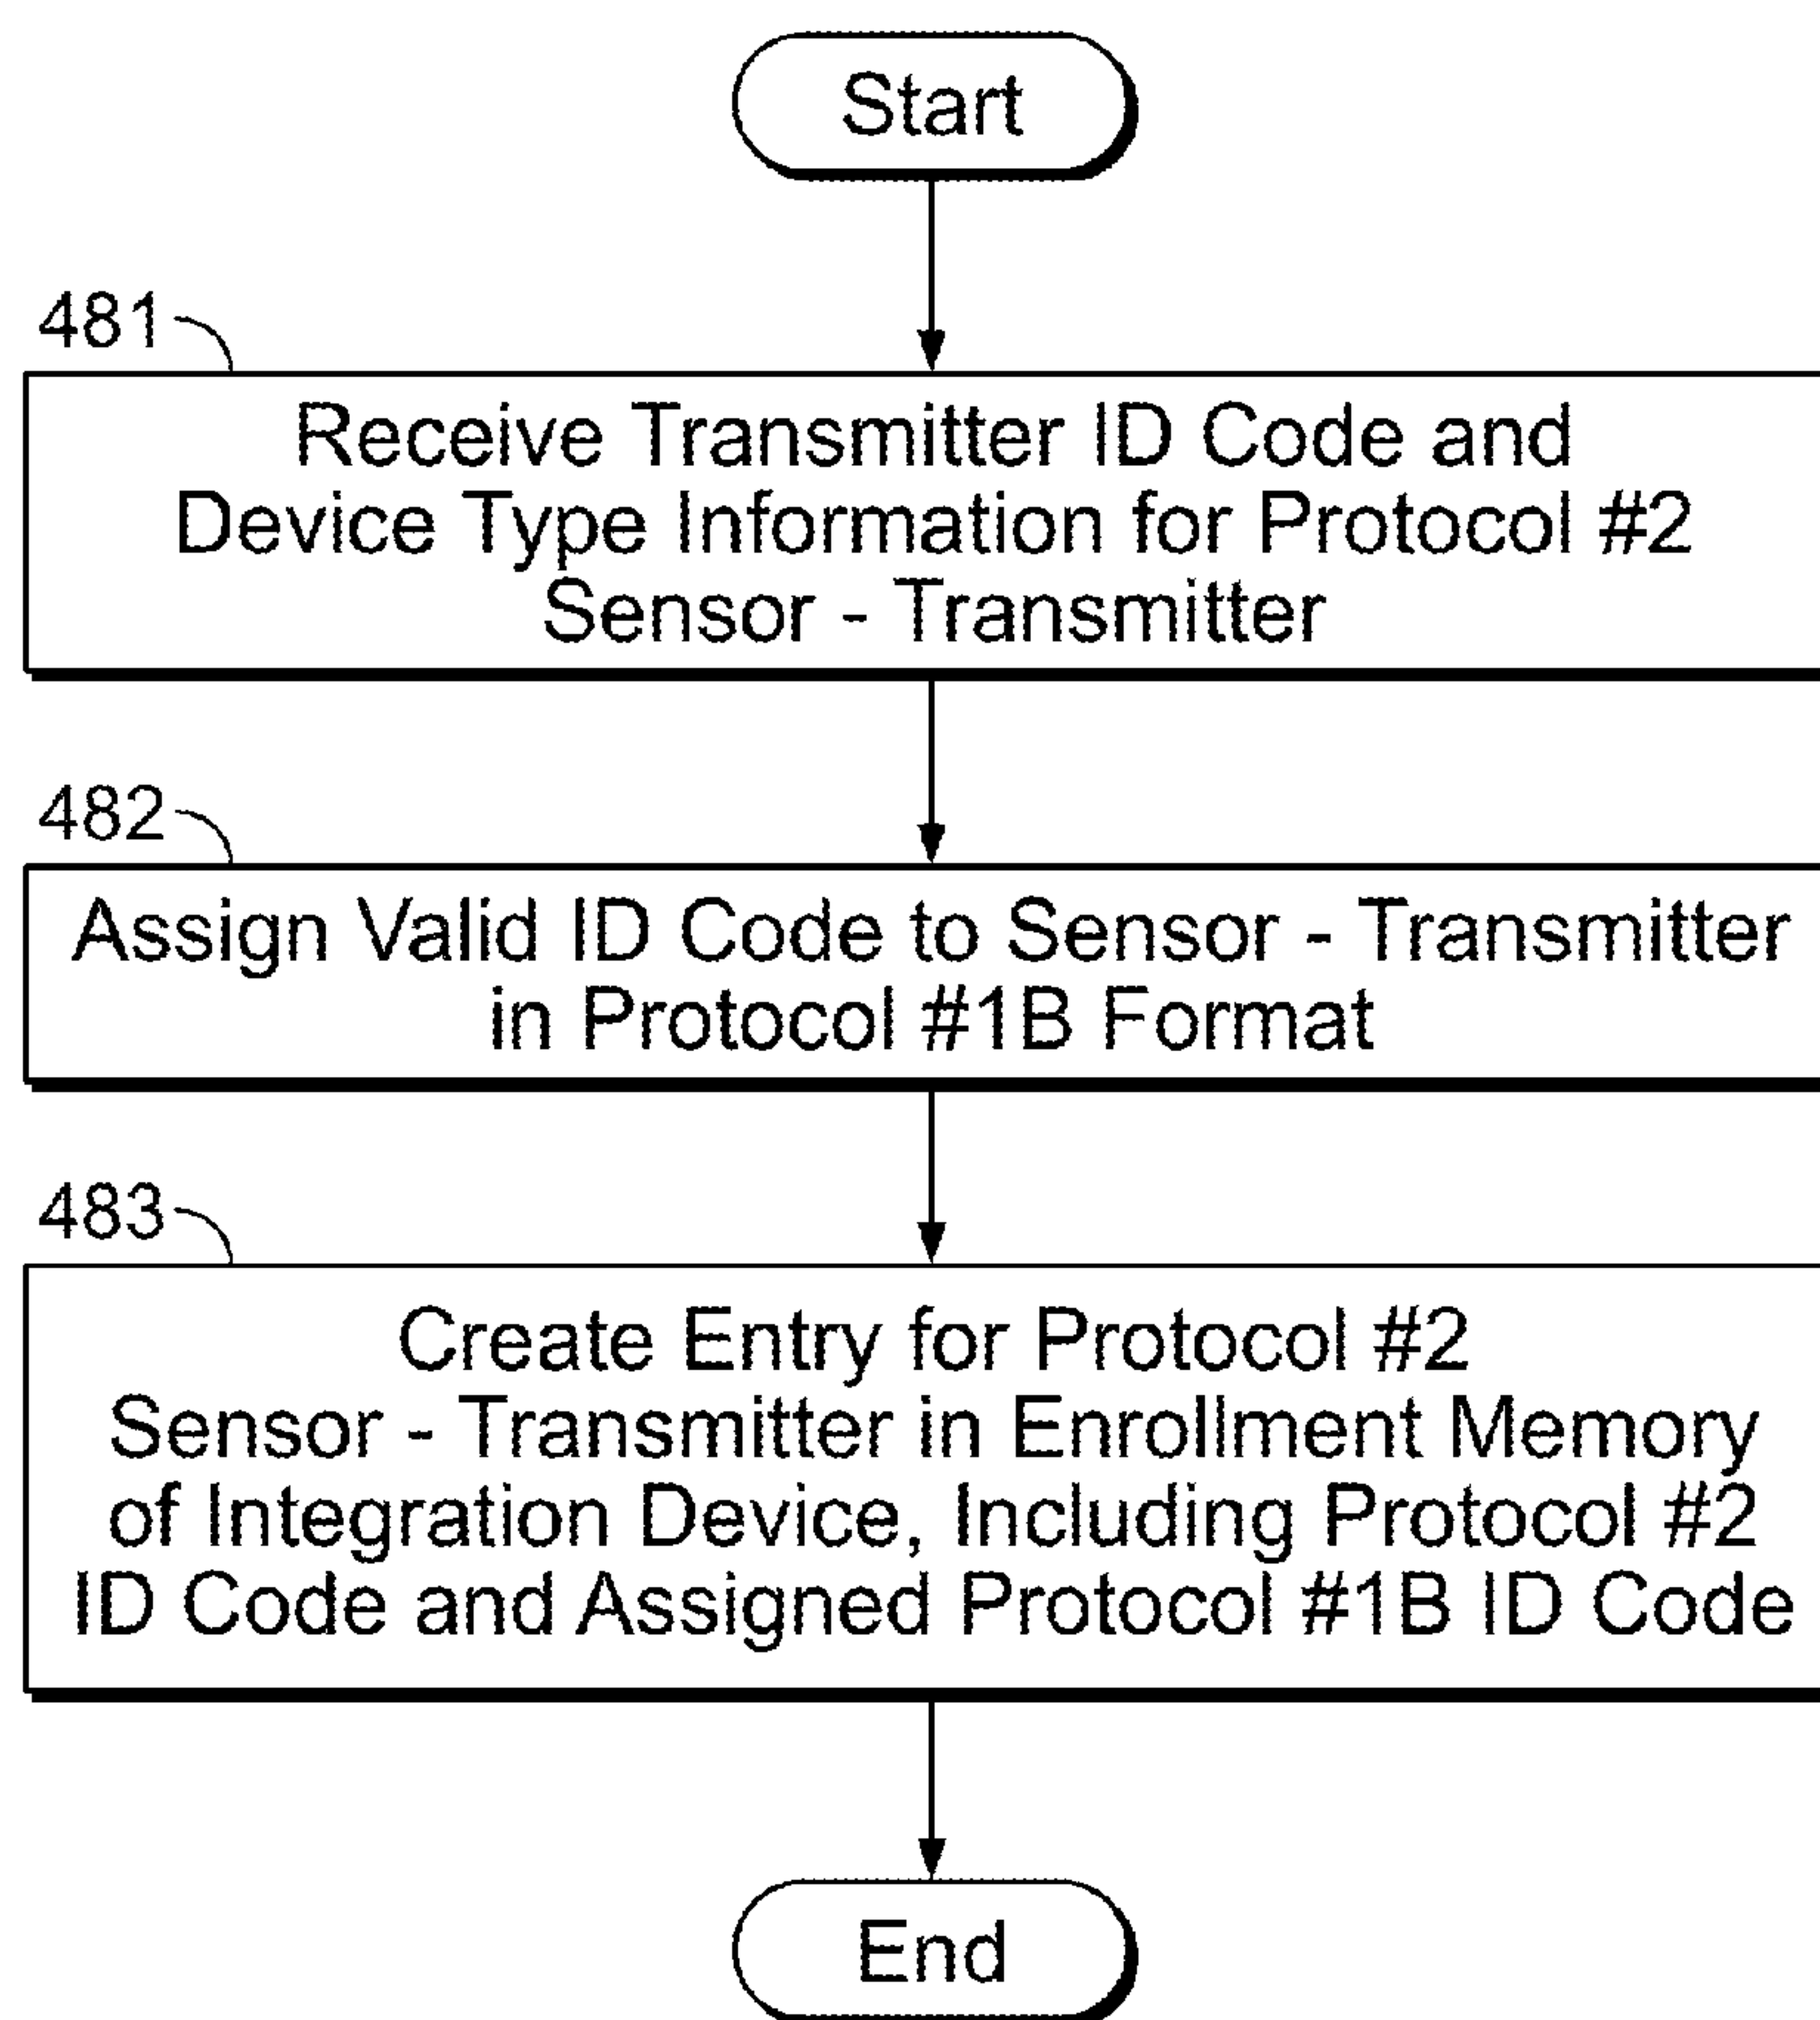 Start
481
Receive Transmitter ID Code and
Device Type Information for Protocol #2
Sensor - Transmitter
482
Assign Valid ID Code to Sensor - Transmitter
in Protocol #1B Format
483
Create Entry for Protocol #2
Sensor - Transmitter in Enrollment Memory
of Integration Device, Including Protocol #2
ID Code and Assigned Protocol #1B ID Code
End